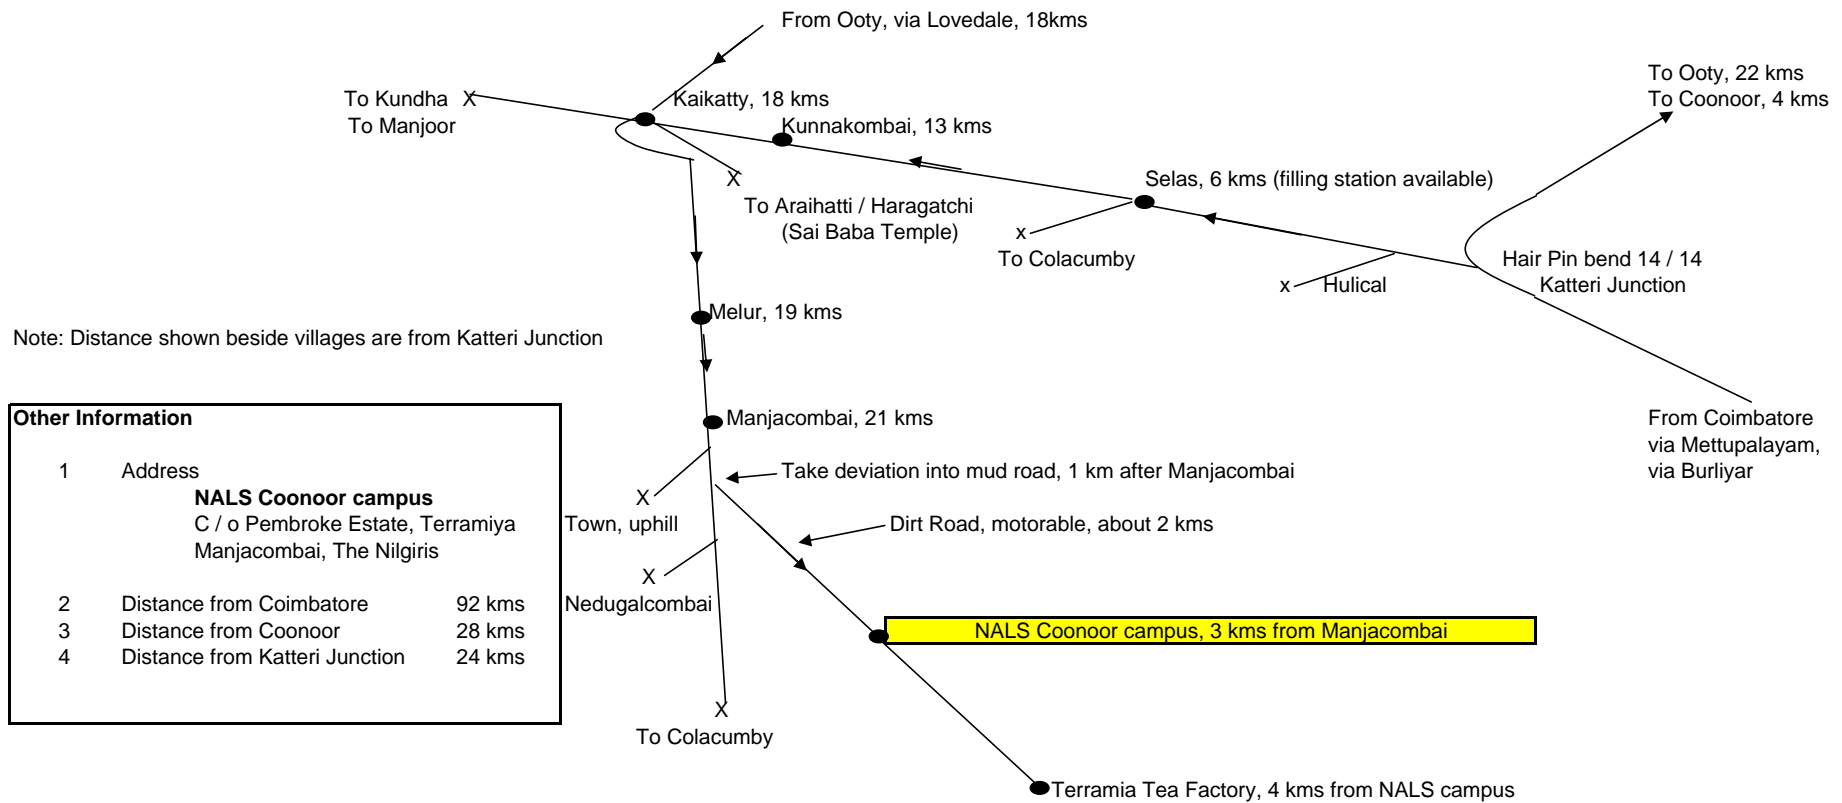 From Ooty, via Lovedale, 18kms
To Ooty, 22 kms
To Coonoor, 4 kms
To Kundha X
To Manjoor
Kaikatty, 18 kms
Kunnakombai, 13 kms
Selas, 6 kms (filling station available)
X
To Araihatti / Haragatchi
(Sai Baba Temple)
x
To Colacumby
Hair Pin bend 14 / 14
Katteri Junction
x Hulical
Melur, 19 kms
Note: Distance shown beside villages are from Katteri Junction
From Coimbatore
via Mettupalayam,
via Burliyar
Manjacombai, 21 kms
Take deviation into mud road, 1 km after Manjacombai
X
Town, uphill
Dirt Road, motorable, about 2 kms
X
Nedugalcombai
NALS Coonoor campus, 3 kms from Manjacombai
X
To Colacumby
Terramia Tea Factory, 4 kms from NALS campus
Other Information
1 Address
NALS Coonoor campus
C / o Pembroke Estate, Terramiya
Manjacombai, The Nilgiris
2 Distance from Coimbatore 92 kms
3 Distance from Coonoor 28 kms
4 Distance from Katteri Junction 24 kms